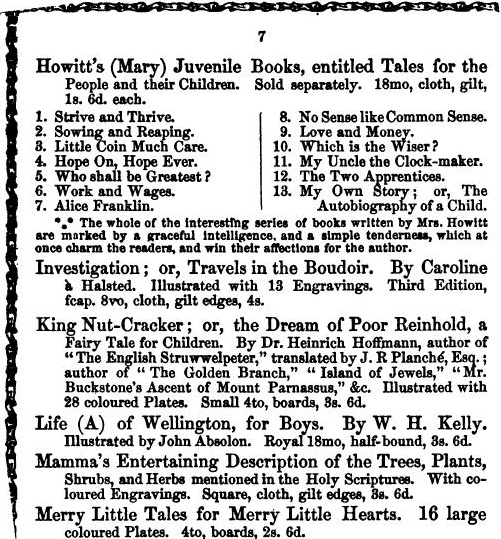 7
Howitt's (Mary) Juvenile Books, entitled Tales for the
People and their Children. Sold separately. 18mo, cloth, gilt,
1s. 6d. each.
1. Strive and Thrive.
2. Sowing and Reaping.
3. Little Coin Much Care.
4. Hope On, Hope Ever.
5. Who shall be Greatest?
6. Work and Wages.
7. Alice Franklin.
8. No Sense like Common Sense.
9. Love and Money.
10. Which is the Wiser?
11. My Uncle the Clock-maker.
12. The Two Apprentices.
13. My Own Story; or, The
Autobiography of a Child.
*** The whole of the interesting series of books written by Mrs. Howitt
are marked by a graceful intelligence, and a simple tenderness, which at
once charm the readers, and win their affections for the author.
Investigation; or, Travels in the Boudoir. By Caroline
à Halsted. Illustrated with 13 Engravings. Third Edition,
fcap. 8vo, cloth, gilt edges, 4s.
King Nut-Cracker; or, the Dream of Poor Reinhold, a
Fairy Tale for Children. By Dr. Heinrich Hoffmann, author of
"The English Struwwelpeter," translated by J. R Planché, Esq.;
author of "The Golden Branch," "Island of Jewels," "Mr.
Buckstone's Ascent of Mount Parnassus," &c. Illustrated with
28 coloured Plates. Small 4to, boards, 3s. 6d.
Life (A) of Wellington, for Boys. By W. H. Kelly.
Illustrated by John Absolon. Royal 18mo, half-bound, 3s. 6d.
Mamma's Entertaining Description of the Trees, Plants,
Shrubs, and Herbs mentioned in the Holy Scriptures. With co-
loured Engravings. Square, cloth, gilt edges, 3s. 6d.
Merry Little Tales for Merry Little Hearts. 16 large
coloured Plates. 4to, boards, 2s. 6d.